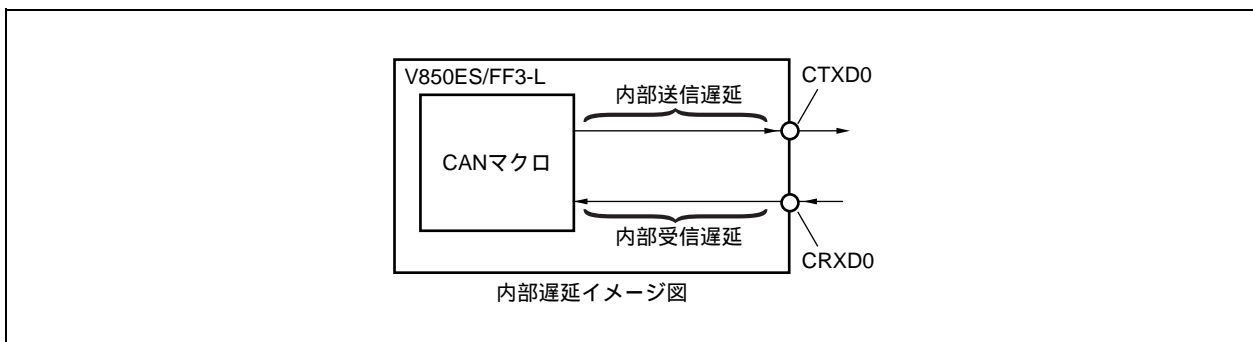 V850ES/FF3-L
CTXD0
内部送信遅延
CANマクロ
内部受信遅延
CRXD0
内部遅延イメージ図